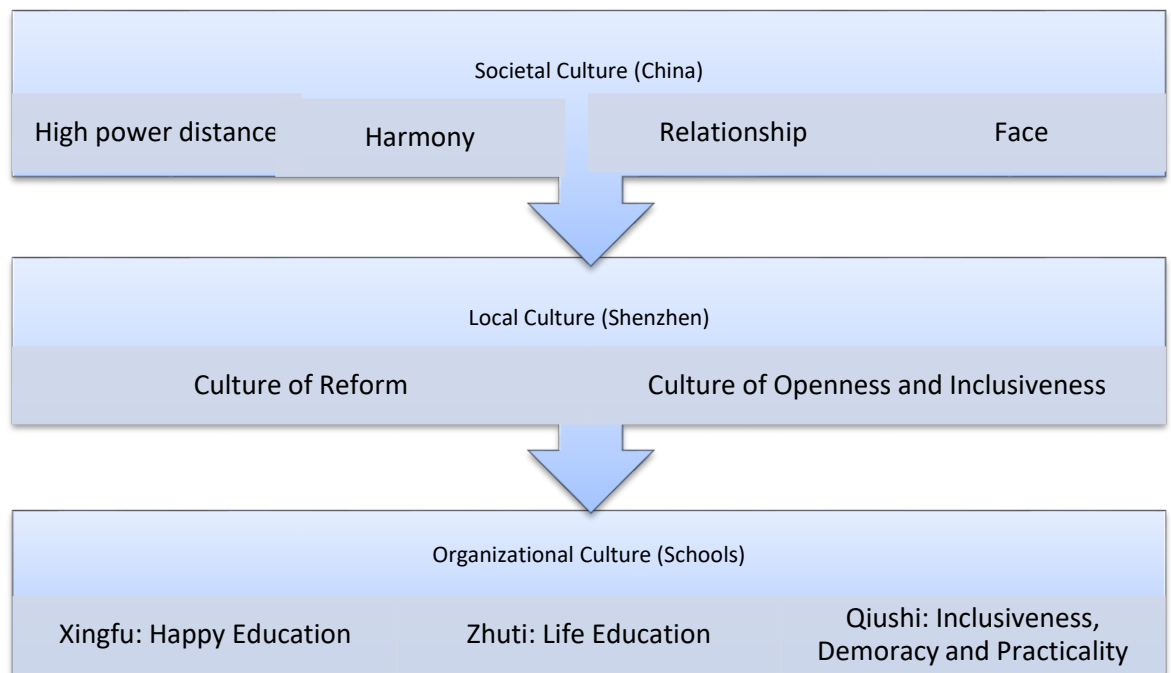 Societal Culture (China)
High power distance
Harmony
Relationship
Face
Local Culture (Shenzhen)
Culture of Reform
Culture of Openness and Inclusiveness
Organizational Culture (Schools)
Xingfu: Happy Education
Zhuti: Life Education
Qiushi: Inclusiveness,
Demoracy and Practicality